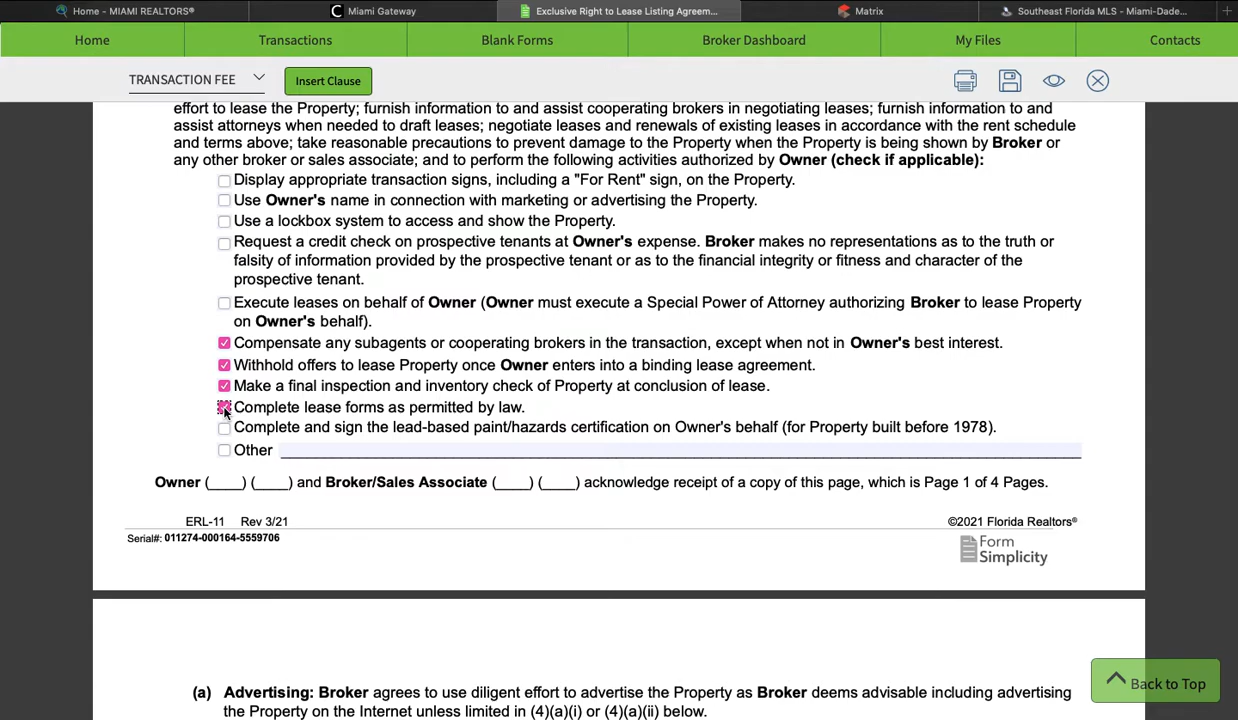 Home - MIAMI REALTORS®
Miami Gateway
Exclusive Right to Lease Listing Agreem...
Matrix
Southeast Florida MLS - Miami-Dade...
Home
Transactions
Blank Forms
Broker Dashboard
My Files
Contacts
TRANSACTION FEE
Insert Clause
effort to lease the Property; furnish information to and assist cooperating brokers in negotiating leases; furnish information to and
assist attorneys when needed to draft leases; negotiate leases and renewals of existing leases in accordance with the rent schedule
and terms above; take reasonable precautions to prevent damage to the Property when the Property is being shown by Broker or
any other broker or sales associate; and to perform the following activities authorized by Owner (check if applicable):
Display appropriate transaction signs, including a "For Rent" sign, on the Property.
Use Owner's name in connection with marketing or advertising the Property.
Use a lockbox system to access and show the Property.
Request a credit check on prospective tenants at Owner's expense. Broker makes no representations as to the truth or
falsity of information provided by the prospective tenant or as to the financial integrity or fitness and character of the
prospective tenant.
Execute leases on behalf of Owner (Owner must execute a Special Power of Attorney authorizing Broker to lease Property
on Owner's behalf).
Compensate any subagents or cooperating brokers in the transaction, except when not in Owner's best interest.
Withhold offers to lease Property once Owner enters into a binding lease agreement.
Make a final inspection and inventory check of Property at conclusion of lease.
Complete lease forms as permitted by law.
Complete and sign the lead-based paint/hazards certification on Owner's behalf (for Property built before 1978).
Other
Owner (____) (____) and Broker/Sales Associate (____) (____) acknowledge receipt of a copy of this page, which is Page 1 of 4 Pages.
ERL-11 Rev 3/21 ©2021 Florida Realtors®
Serial#: 011274-000164-5559706
Form
Simplicity
(a) Advertising: Broker agrees to use diligent effort to advertise the Property as Broker deems advisable including advertising
the Property on the Internet unless limited in (4)(a)(i) or (4)(a)(ii) below.
Back to Top